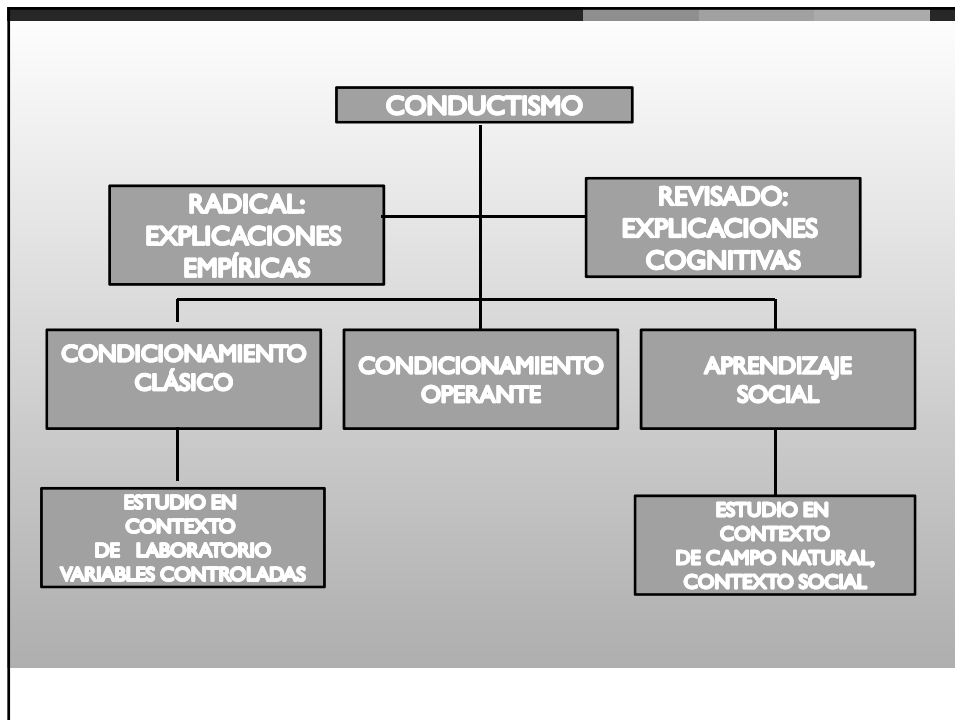 CONDUCTISMO
RADICAL:
EXPLICACIONES
EMPÍRICAS
REVISADO:
EXPLICACIONES
COGNITIVAS
CONDICIONAMIENTO
CLÁSICO
CONDICIONAMIENTO
OPERANTE
APRENDIZAJE
SOCIAL
ESTUDIO EN
CONTEXTO
DE LABORATORIO
VARIABLES CONTROLADAS
ESTUDIO EN
CONTEXTO
DE CAMPO NATURAL,
CONTEXTO SOCIAL